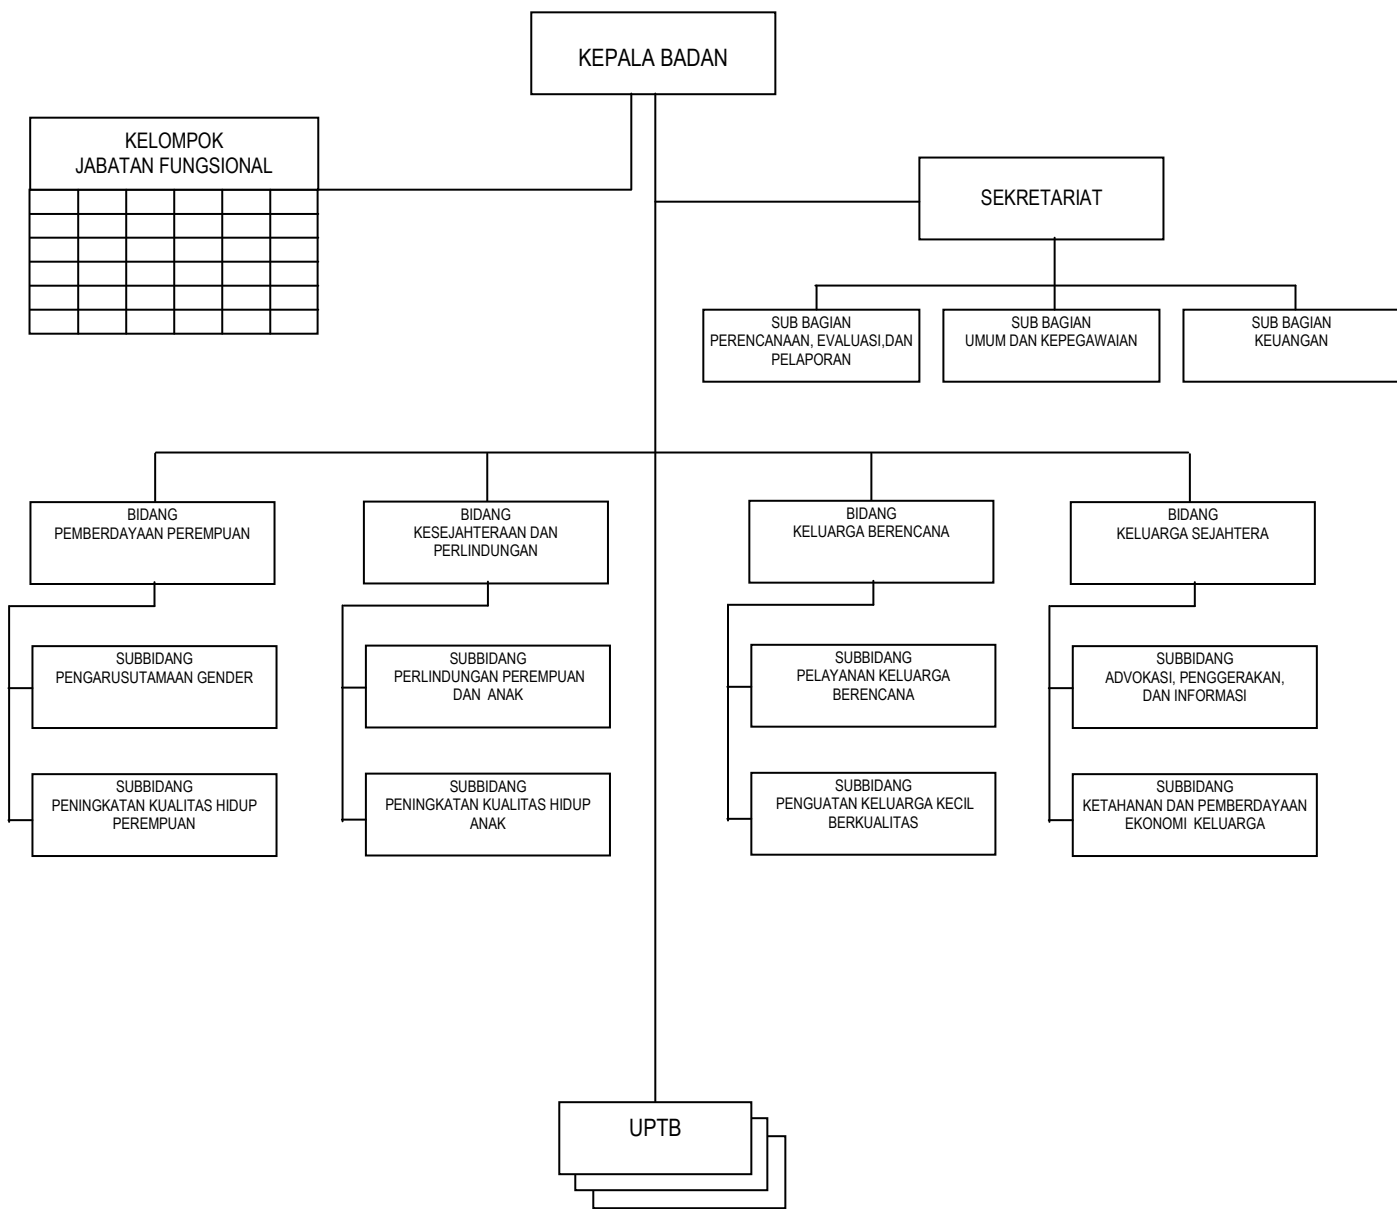 KEPALA BADAN
KELOMPOK
JABATAN FUNGSIONAL
SEKRETARIAT
SUB BAGIAN
PERENCANAAN, EVALUASI,DAN
PELAPORAN
SUB BAGIAN
UMUM DAN KEPEGAWAIAN
SUB BAGIAN
KEUANGAN
BIDANG
PEMBERDAYAAN PEREMPUAN
BIDANG
KESEJAHTERAAN DAN
PERLINDUNGAN
BIDANG
KELUARGA BERENCANA
BIDANG
KELUARGA SEJAHTERA
SUBBIDANG
PENGARUSUTAMAAN GENDER
SUBBIDANG
PERLINDUNGAN PEREMPUAN
DAN ANAK
SUBBIDANG
PELAYANAN KELUARGA
BERENCANA
SUBBIDANG
ADVOKASI, PENGGERAKAN,
DAN INFORMASI
SUBBIDANG
PENINGKATAN KUALITAS HIDUP
PEREMPUAN
SUBBIDANG
PENINGKATAN KUALITAS HIDUP
ANAK
SUBBIDANG
PENGUATAN KELUARGA KECIL
BERKUALITAS
SUBBIDANG
KETAHANAN DAN PEMBERDAYAAN
EKONOMI KELUARGA
UPTB